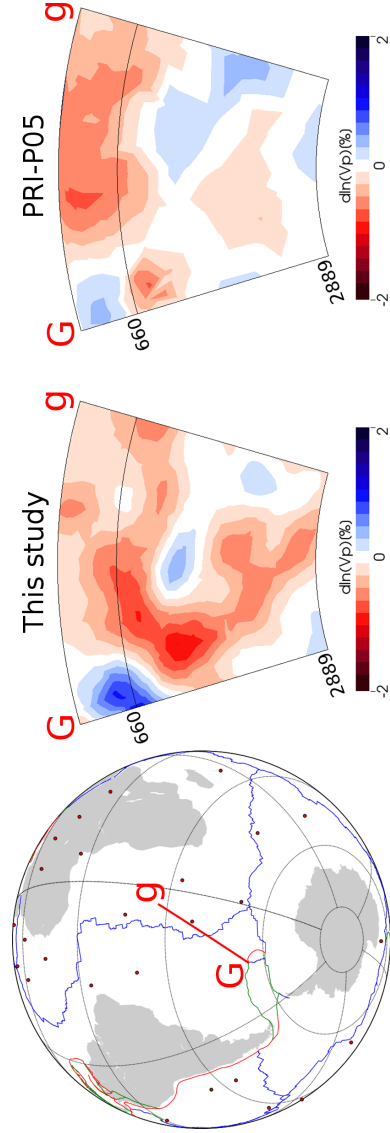 G
g
This study
G
g
660
2889
dln(Vp)(%)
-2
0
2
PRI-P05
G
g
660
2889
dln(Vp)(%)
-2
0
2